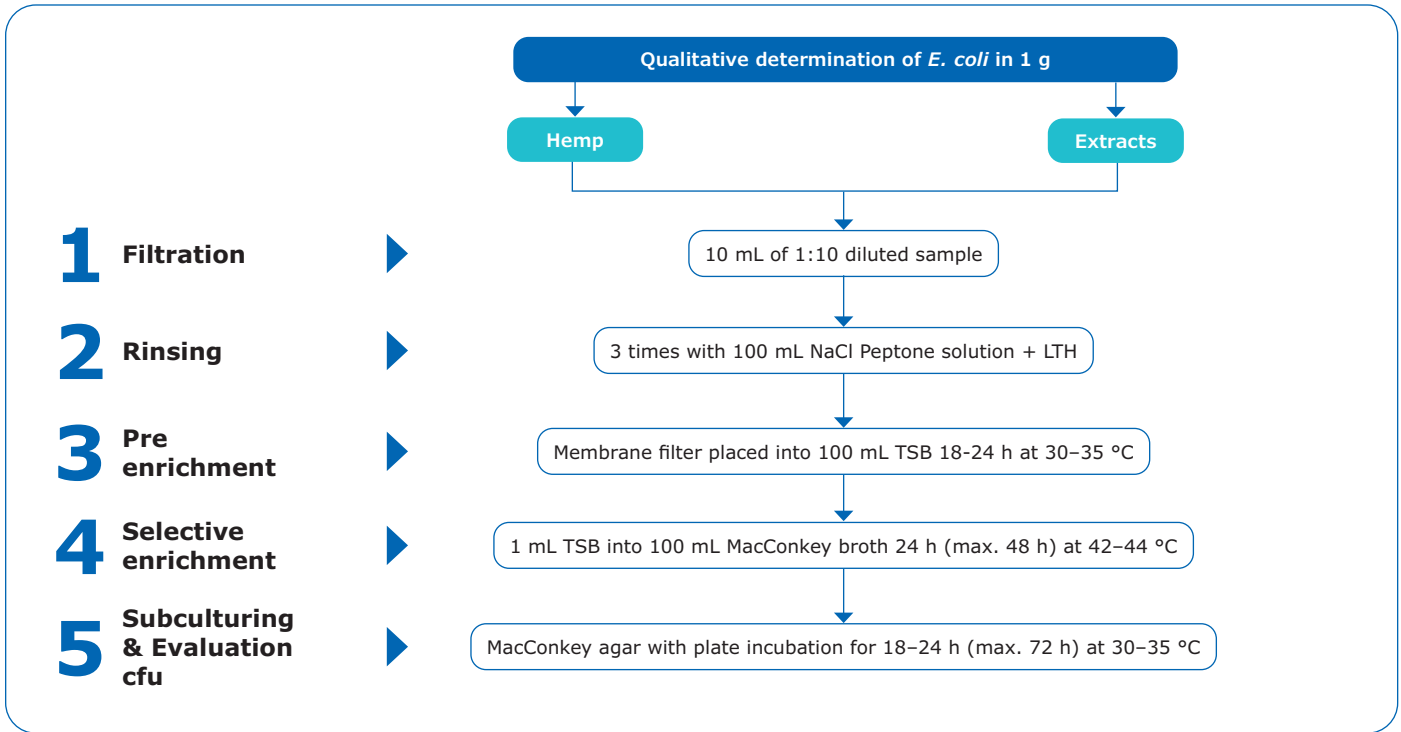 Qualitative determination of E. coli in 1 g
Hemp
Extracts
1
Filtration
10 mL of 1:10 diluted sample
2
Rinsing
3 times with 100 mL NaCl Peptone solution + LTH
3
Pre
enrichment
Membrane filter placed into 100 mL TSB 18-24 h at 30–35 °C
4
Selective
enrichment
1 mL TSB into 100 mL MacConkey broth 24 h (max. 48 h) at 42–44 °C
5
Subculturing
& Evaluation
cfu
MacConkey agar with plate incubation for 18–24 h (max. 72 h) at 30–35 °C